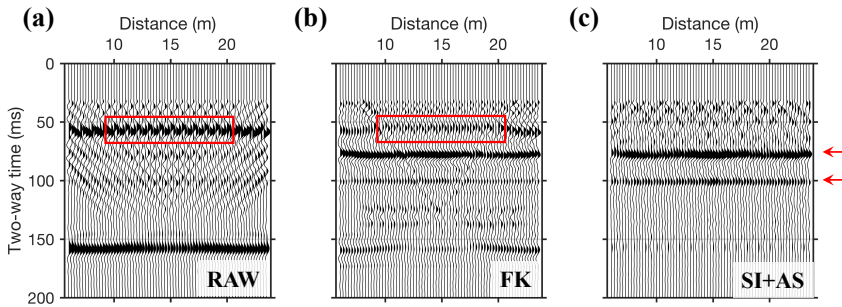 (a)
Distance (m)
10 15 20
(b)
Distance (m)
10 15 20
(c)
Distance (m)
10 15 20
Two-way time (ms)
0
50
100
150
200
RAW
FK
SI+AS